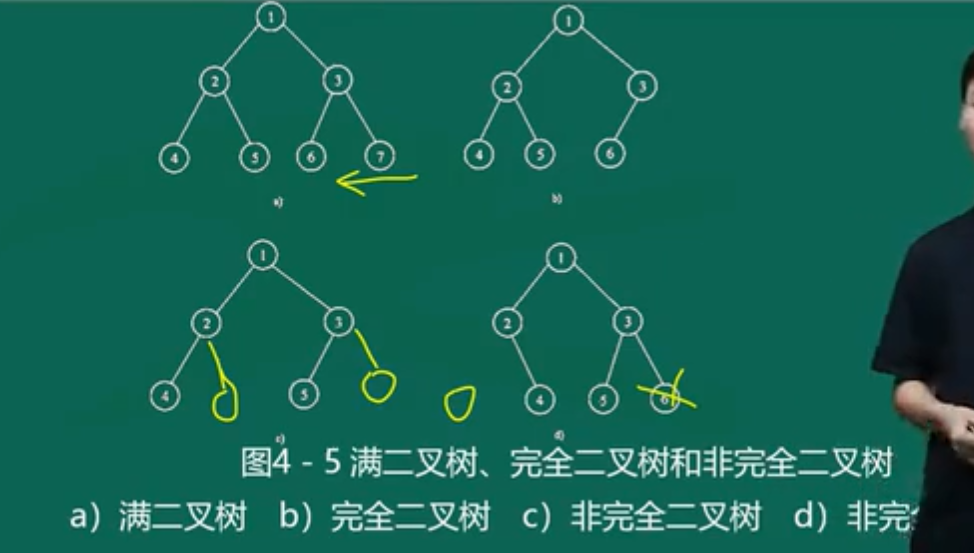 1 1
2 3 2 3
4 5 6 7 4 5 6
a) b)
1 1
2 3 2 3
4 5 4 5 6
c) d)
图4-5 满二叉树、完全二叉树和非完全二叉树
a）满二叉树 b）完全二叉树 c）非完全二叉树 d）非完